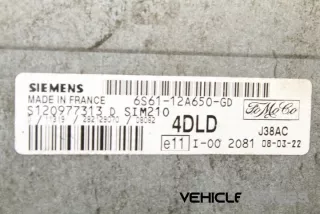 SIEMENS 6S61-12A650-GD
MADE IN FRANCE
S120977313 D SIM210
4DLD
FoMoCo
J38AC
e11 I-00 2081 08-03-22
VEHICLE